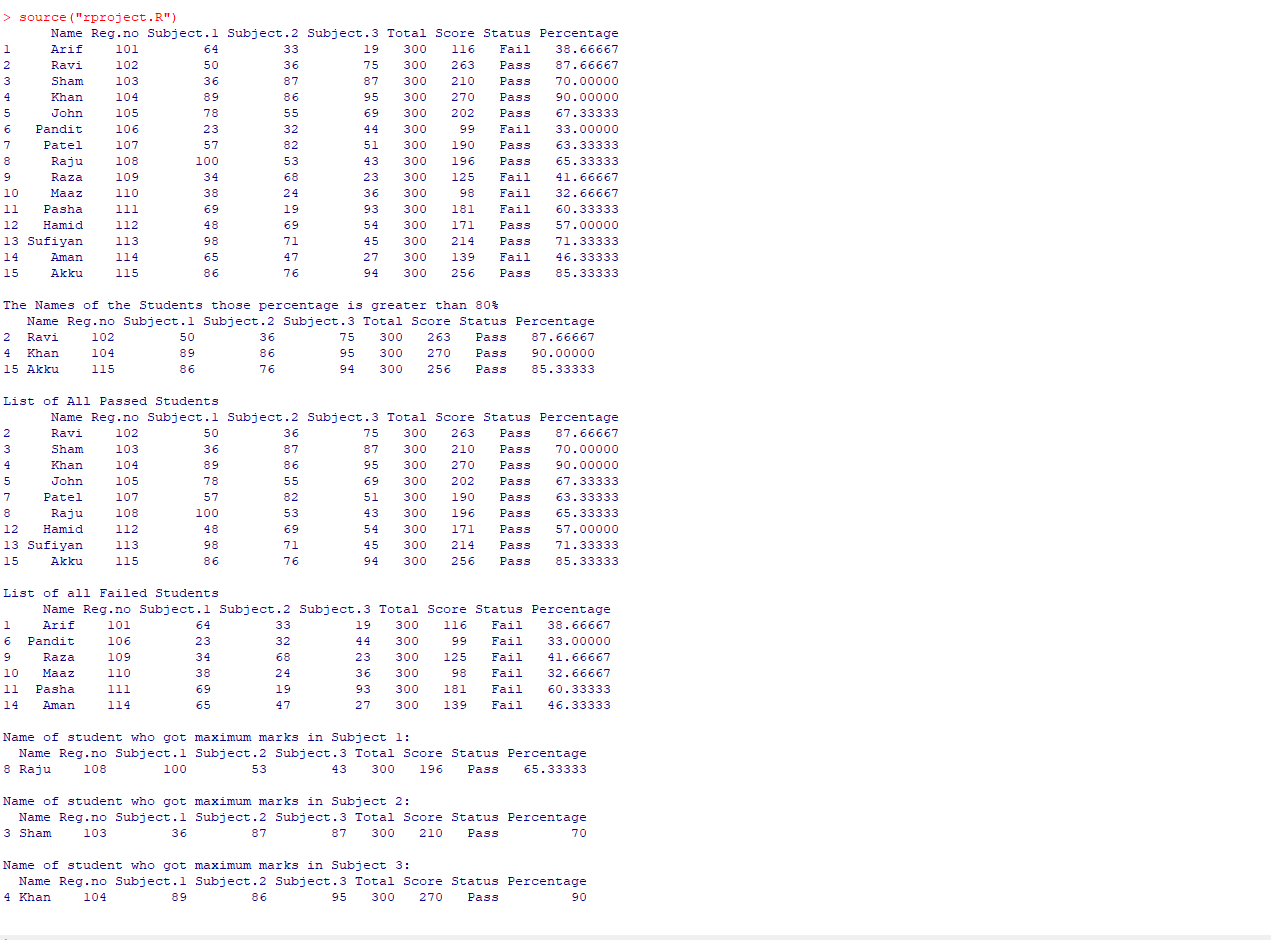 > source("rproject.R")
Name Reg.no Subject.1 Subject.2 Subject.3 Total Score Status Percentage
1 Arif 101 64 33 19 300 116 Fail 38.66667
2 Ravi 102 50 36 75 300 263 Pass 87.66667
3 Sham 103 36 87 87 300 210 Pass 70.00000
4 Khan 104 89 86 95 300 270 Pass 90.00000
5 John 105 78 55 69 300 202 Pass 67.33333
6 Pandit 106 23 32 44 300 99 Fail 33.00000
7 Patel 107 57 82 51 300 190 Pass 63.33333
8 Raju 108 100 53 43 300 196 Pass 65.33333
9 Raza 109 34 68 23 300 125 Fail 41.66667
10 Maaz 110 38 24 36 300 98 Fail 32.66667
11 Pasha 111 69 19 93 300 181 Fail 60.33333
12 Hamid 112 48 69 54 300 171 Pass 57.00000
13 Sufiyan 113 98 71 45 300 214 Pass 71.33333
14 Aman 114 65 47 27 300 139 Fail 46.33333
15 Akku 115 86 76 94 300 256 Pass 85.33333
The Names of the Students those percentage is greater than 80%
Name Reg.no Subject.1 Subject.2 Subject.3 Total Score Status Percentage
2 Ravi 102 50 36 75 300 263 Pass 87.66667
4 Khan 104 89 86 95 300 270 Pass 90.00000
15 Akku 115 86 76 94 300 256 Pass 85.33333
List of All Passed Students
Name Reg.no Subject.1 Subject.2 Subject.3 Total Score Status Percentage
2 Ravi 102 50 36 75 300 263 Pass 87.66667
3 Sham 103 36 87 87 300 210 Pass 70.00000
4 Khan 104 89 86 95 300 270 Pass 90.00000
5 John 105 78 55 69 300 202 Pass 67.33333
7 Patel 107 57 82 51 300 190 Pass 63.33333
8 Raju 108 100 53 43 300 196 Pass 65.33333
12 Hamid 112 48 69 54 300 171 Pass 57.00000
13 Sufiyan 113 98 71 45 300 214 Pass 71.33333
15 Akku 115 86 76 94 300 256 Pass 85.33333
List of all Failed Students
Name Reg.no Subject.1 Subject.2 Subject.3 Total Score Status Percentage
1 Arif 101 64 33 19 300 116 Fail 38.66667
6 Pandit 106 23 32 44 300 99 Fail 33.00000
9 Raza 109 34 68 23 300 125 Fail 41.66667
10 Maaz 110 38 24 36 300 98 Fail 32.66667
11 Pasha 111 69 19 93 300 181 Fail 60.33333
14 Aman 114 65 47 27 300 139 Fail 46.33333
Name of student who got maximum marks in Subject 1:
Name Reg.no Subject.1 Subject.2 Subject.3 Total Score Status Percentage
8 Raju 108 100 53 43 300 196 Pass 65.33333
Name of student who got maximum marks in Subject 2:
Name Reg.no Subject.1 Subject.2 Subject.3 Total Score Status Percentage
3 Sham 103 36 87 87 300 210 Pass 70
Name of student who got maximum marks in Subject 3:
Name Reg.no Subject.1 Subject.2 Subject.3 Total Score Status Percentage
4 Khan 104 89 86 95 300 270 Pass 90